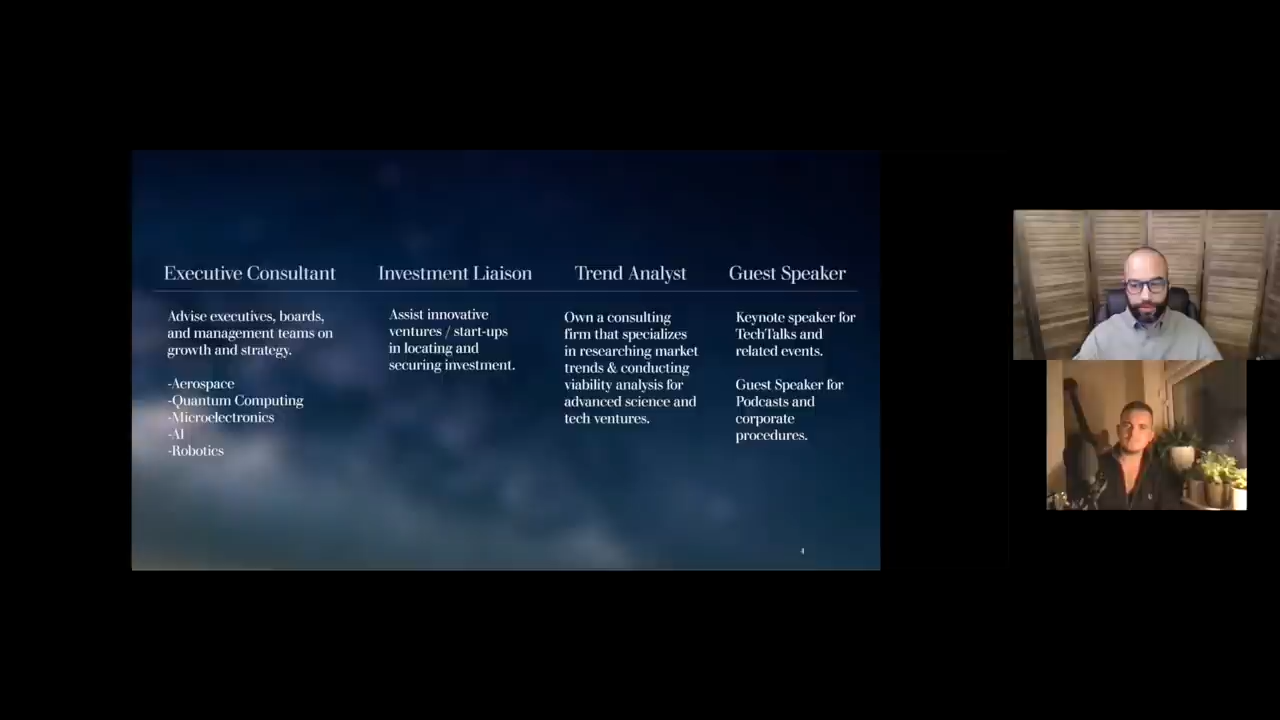 Executive Consultant
Advise executives, boards,
and management teams on
growth and strategy.
-Aerospace
-Quantum Computing
-Microelectronics
-AI
-Robotics
Investment Liaison
Assist innovative
ventures / start-ups
in locating and
securing investment.
Trend Analyst
Own a consulting
firm that specializes
in researching market
trends & conducting
viability analysis for
advanced science and
tech ventures.
Guest Speaker
Keynote speaker for
TechTalks and
related events.
Guest Speaker for
Podcasts and
corporate
procedures.
4